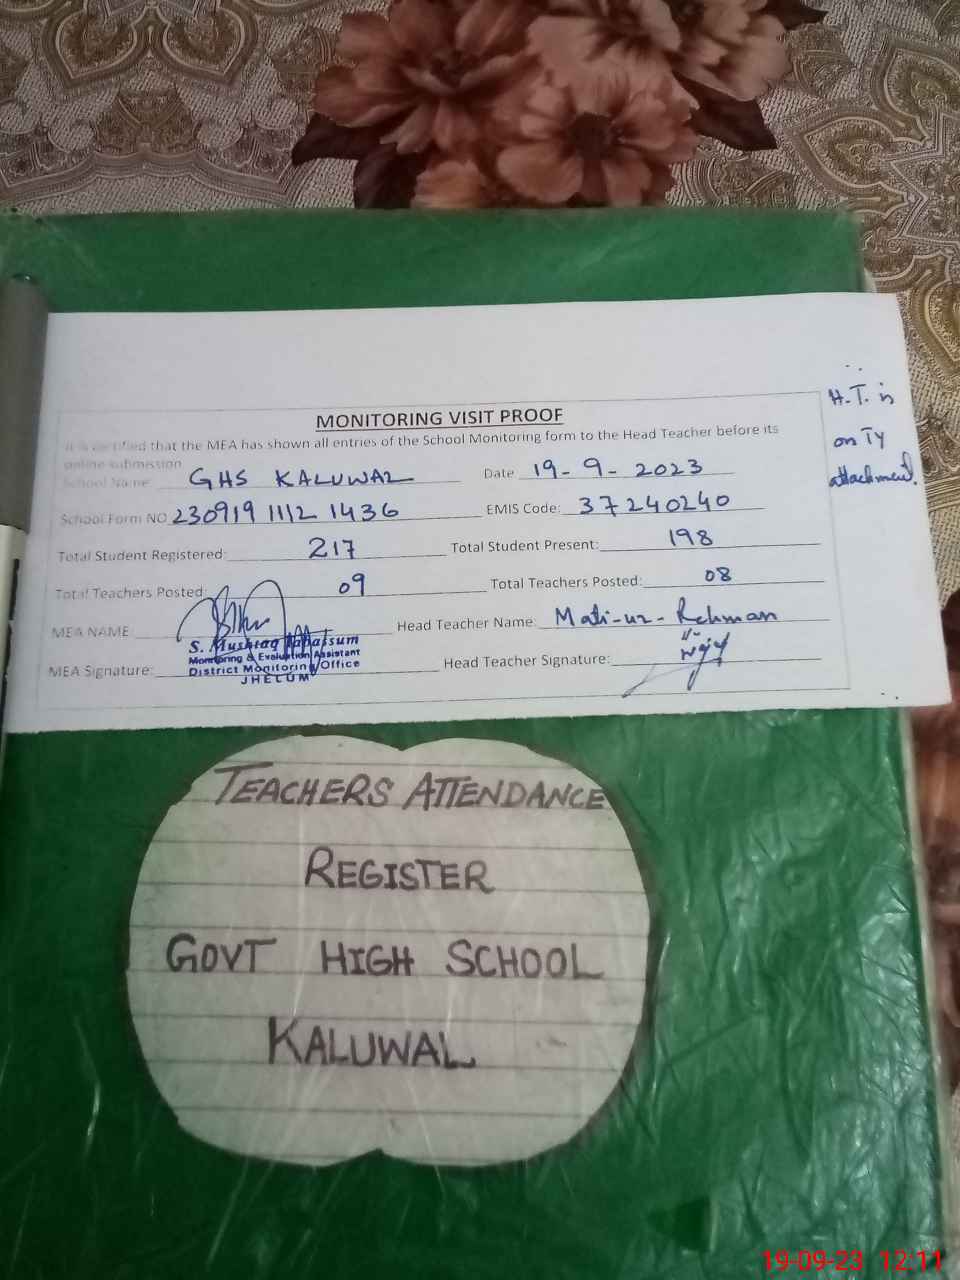 MONITORING VISIT PROOF
It is certified that the MEA has shown all entries of the School Monitoring form to the Head Teacher before its
online submission
School Name: GHS KALUWAL Date 19-9-2023
School Form NO 230919 1112 1436 EMIS Code: 37240240
Total Student Registered: 217 Total Student Present: 198
Total Teachers Posted: 09 Total Teachers Posted: 08
MEA NAME: Head Teacher Name: Mati-ur-Rehman
S. Mushtaq Tabassum
Monitoring & Evaluation Assistant
MEA Signature: District Monitoring Office Head Teacher Signature:
JHELUM
H.T. is
on Ty
attachment.
TEACHERS ATTENDANCE
REGISTER
GOVT HIGH SCHOOL
KALUWAL
19-09-23 12:11